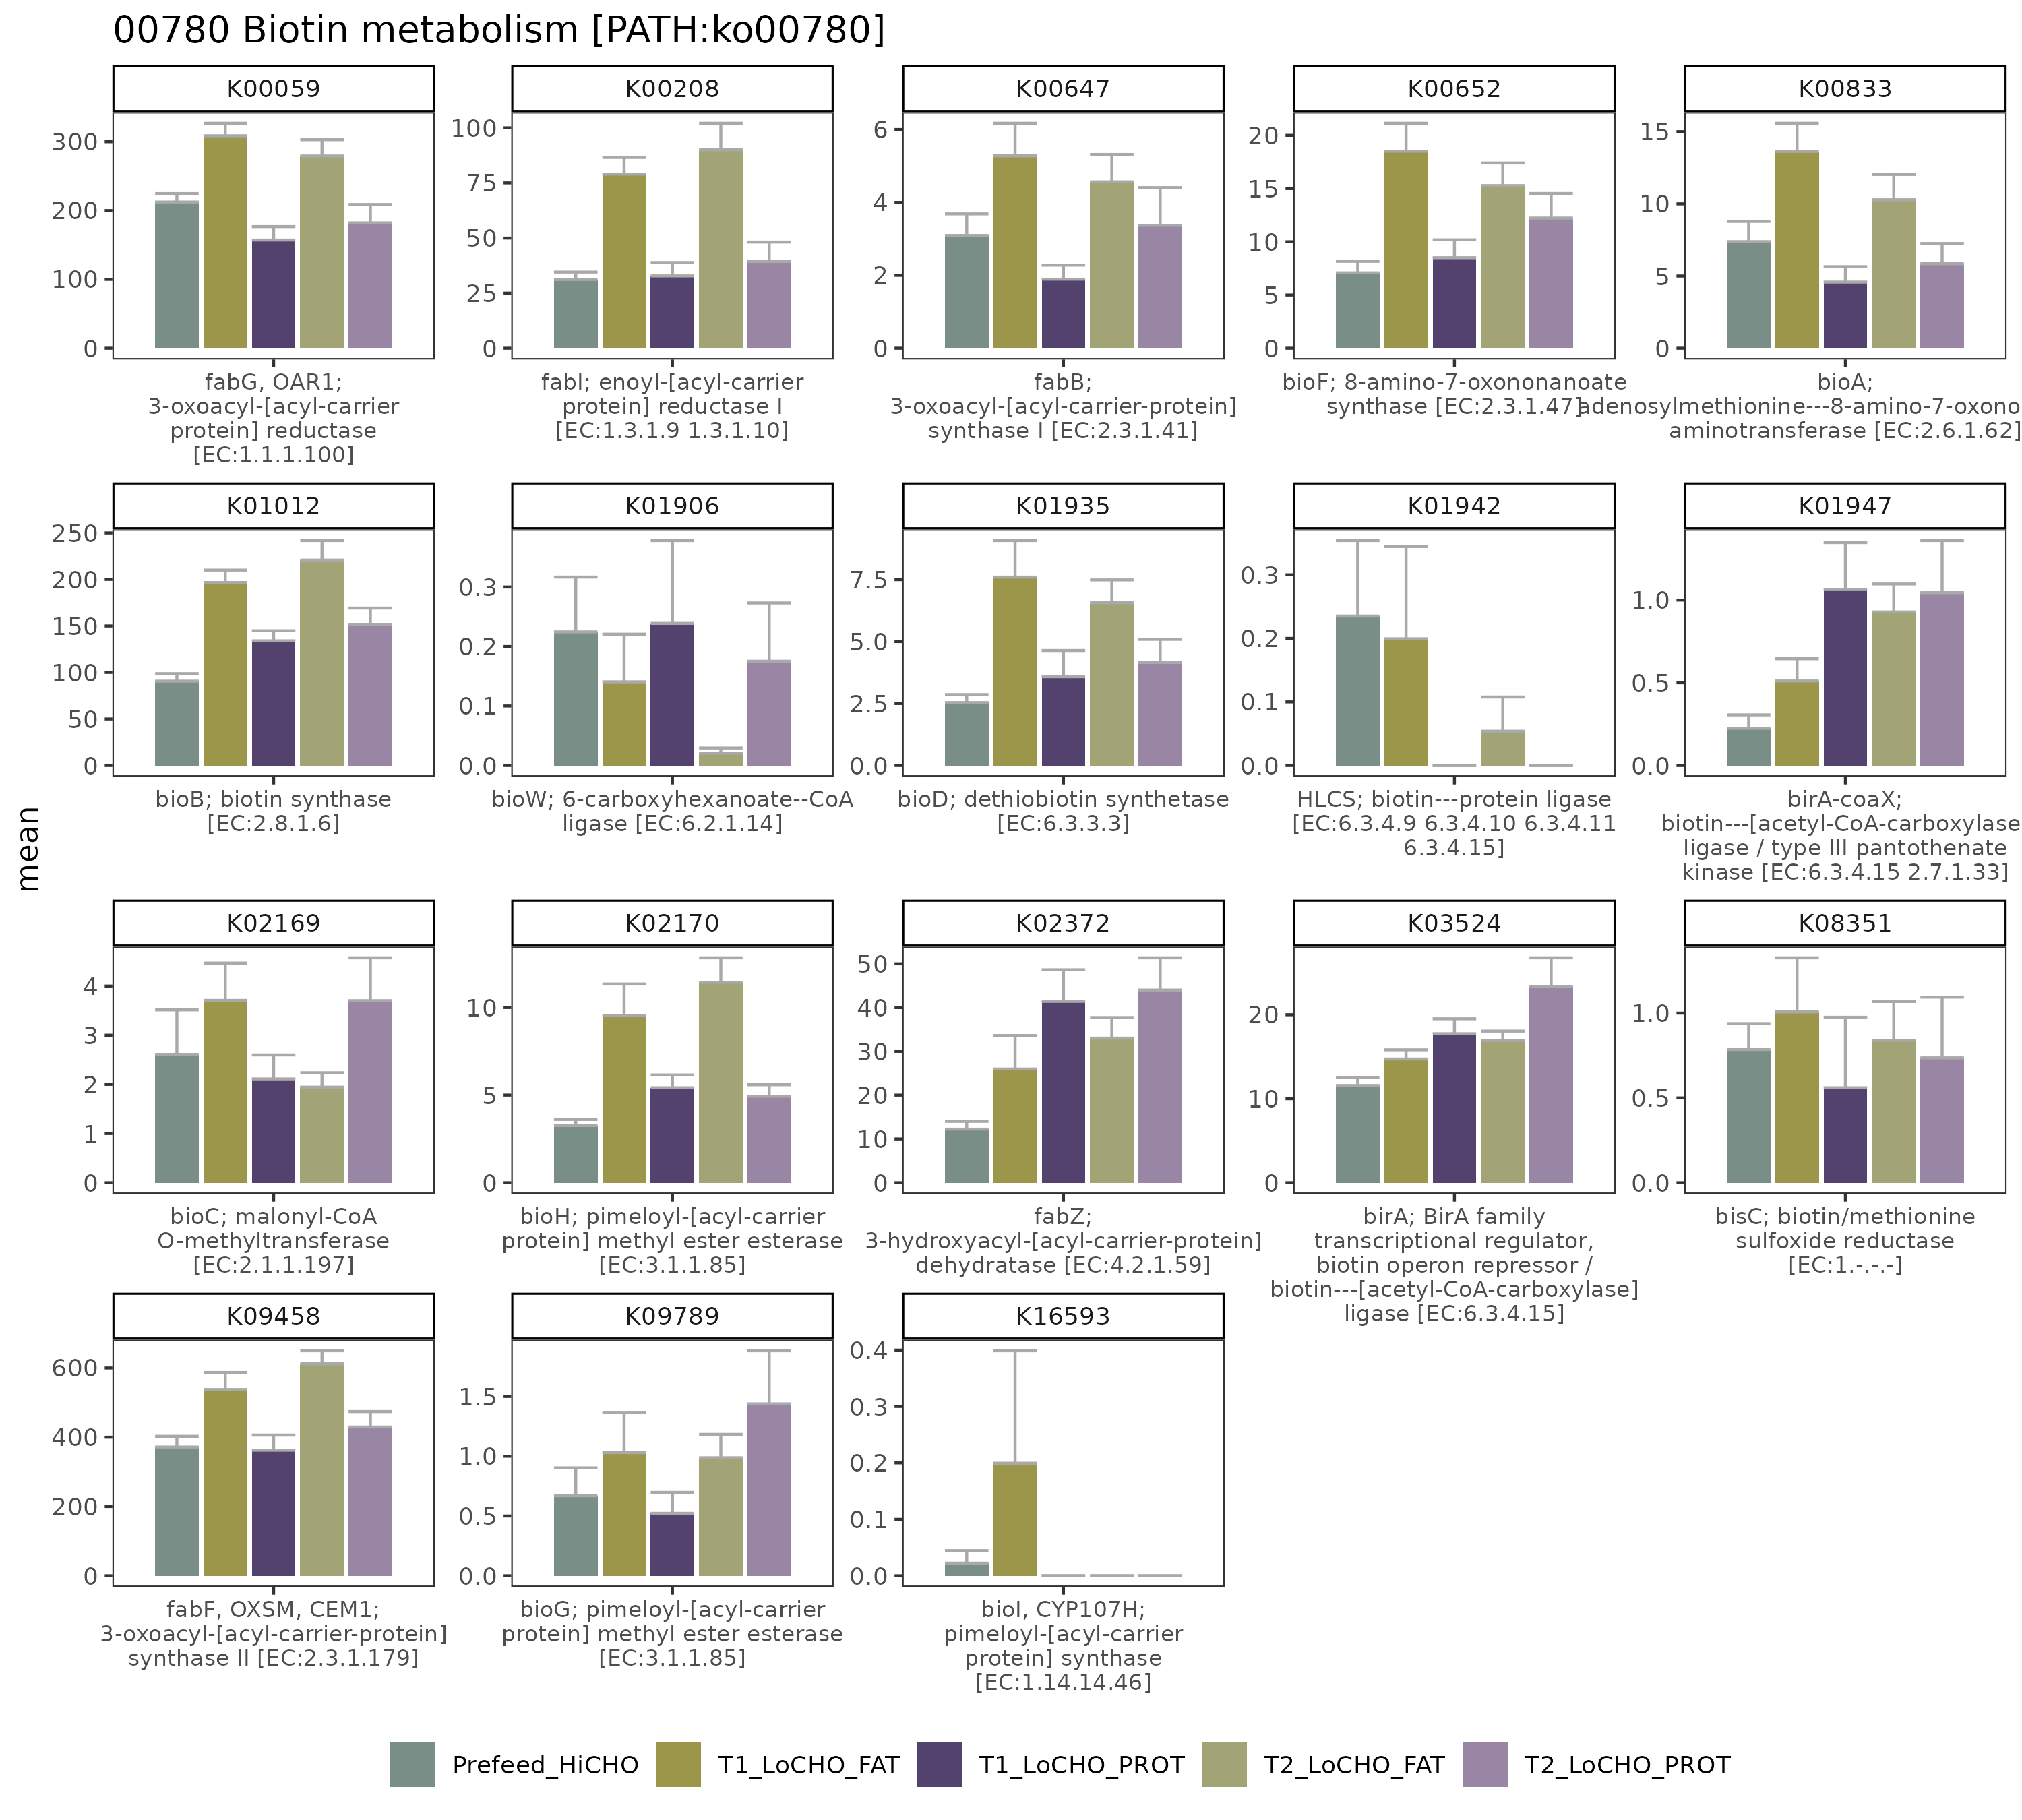 00780 Biotin metabolism [PATH:ko00780]
mean
K00059
0
100
200
300
fabG, OAR1;
3-oxoacyl-[acyl-carrier
protein] reductase
[EC:1.1.1.100]
K00208
0
25
50
75
100
fabI; enoyl-[acyl-carrier
protein] reductase I
[EC:1.3.1.9 1.3.1.10]
K00647
0
2
4
6
fabB;
3-oxoacyl-[acyl-carrier-protein]
synthase I [EC:2.3.1.41]
K00652
0
5
10
15
20
bioF; 8-amino-7-oxononanoate
synthase [EC:2.3.1.47]
K00833
0
5
10
15
bioA;
adenosylmethionine---8-amino-7-oxono
aminotransferase [EC:2.6.1.62]
K01012
0
50
100
150
200
250
bioB; biotin synthase
[EC:2.8.1.6]
K01906
0.0
0.1
0.2
0.3
bioW; 6-carboxyhexanoate--CoA
ligase [EC:6.2.1.14]
K01935
0.0
2.5
5.0
7.5
bioD; dethiobiotin synthetase
[EC:6.3.3.3]
K01942
0.0
0.1
0.2
0.3
HLCS; biotin---protein ligase
[EC:6.3.4.9 6.3.4.10 6.3.4.11
6.3.4.15]
K01947
0.0
0.5
1.0
birA-coaX;
biotin---[acetyl-CoA-carboxylase
ligase / type III pantothenate
kinase [EC:6.3.4.15 2.7.1.33]
K02169
0
1
2
3
4
bioC; malonyl-CoA
O-methyltransferase
[EC:2.1.1.197]
K02170
0
5
10
bioH; pimeloyl-[acyl-carrier
protein] methyl ester esterase
[EC:3.1.1.85]
K02372
0
10
20
30
40
50
fabZ;
3-hydroxyacyl-[acyl-carrier-protein]
dehydratase [EC:4.2.1.59]
K03524
0
10
20
birA; BirA family
transcriptional regulator,
biotin operon repressor /
biotin---[acetyl-CoA-carboxylase]
ligase [EC:6.3.4.15]
K08351
0.0
0.5
1.0
bisC; biotin/methionine
sulfoxide reductase
[EC:1.-.-.-]
K09458
0
200
400
600
fabF, OXSM, CEM1;
3-oxoacyl-[acyl-carrier-protein]
synthase II [EC:2.3.1.179]
K09789
0.0
0.5
1.0
1.5
bioG; pimeloyl-[acyl-carrier
protein] methyl ester esterase
[EC:3.1.1.85]
K16593
0.0
0.1
0.2
0.3
0.4
bioI, CYP107H;
pimeloyl-[acyl-carrier
protein] synthase
[EC:1.14.14.46]
Prefeed_HiCHO
T1_LoCHO_FAT
T1_LoCHO_PROT
T2_LoCHO_FAT
T2_LoCHO_PROT